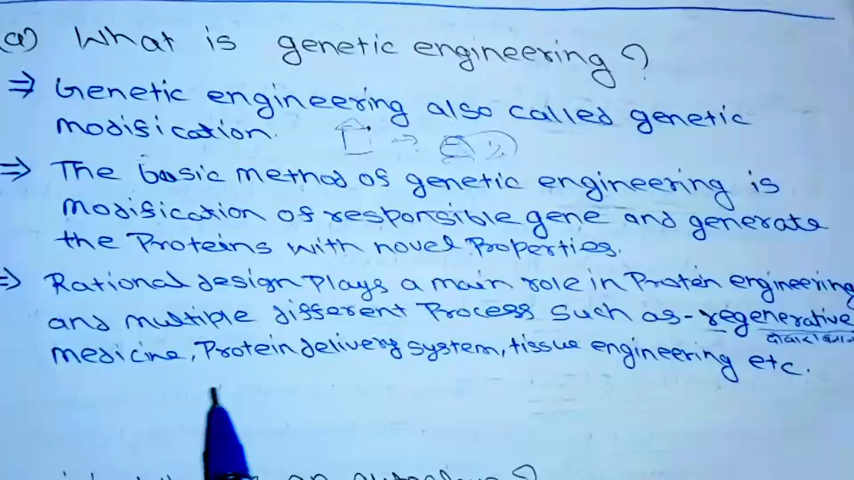 (a) What is genetic engineering?
⇒ Genetic engineering also called genetic
modification.
⇒ The basic method of genetic engineering is
modification of responsible gene and generate
the Proteins with novel Properties.
⇒ Rational design Plays a main role in Protein engineering
and multiple different Process such as - regenerative
medicine, Protein delivery system, tissue engineering etc.